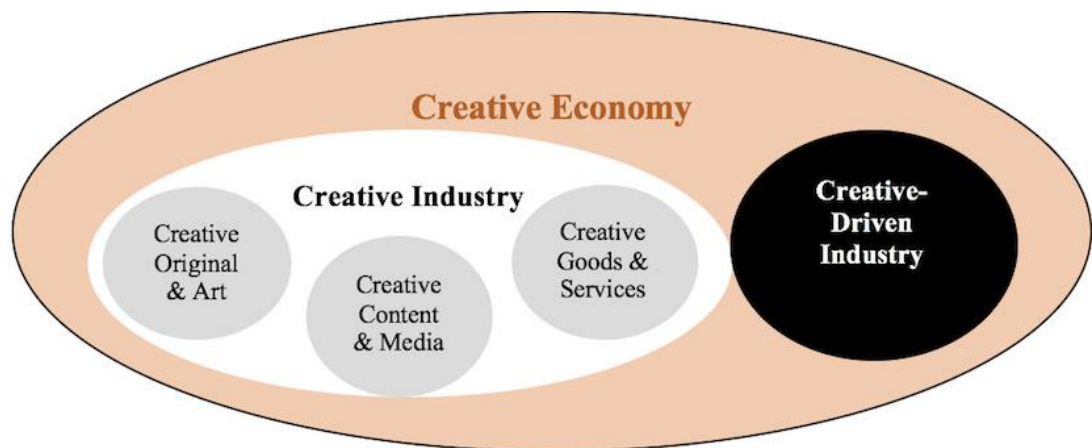 Creative Economy
Creative Industry
Creative
Original
& Art
Creative
Content
& Media
Creative
Goods &
Services
Creative-
Driven
Industry